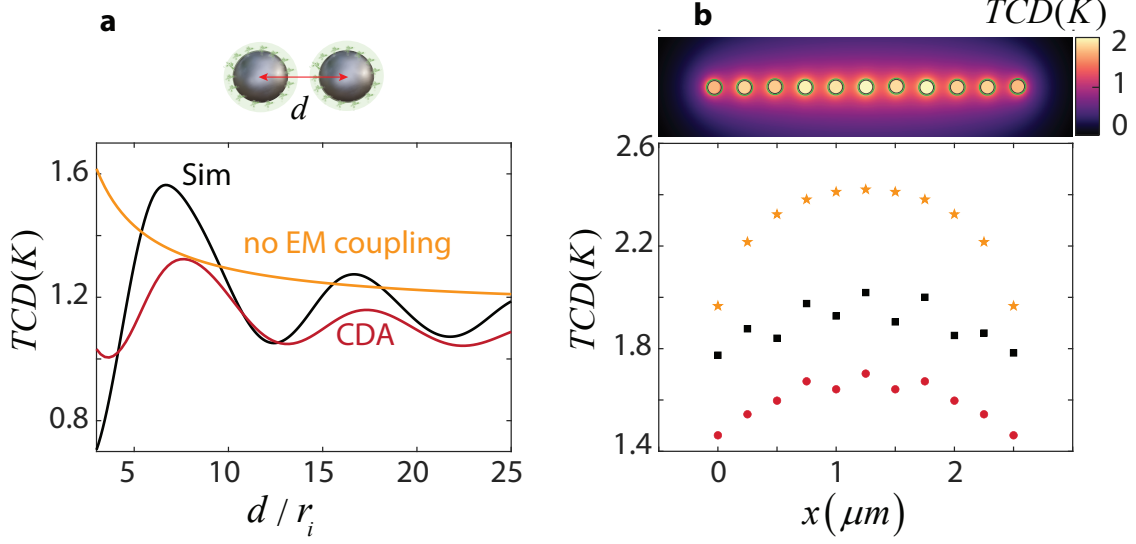 a
d
TCD(K)
1.6
1.2
0.8
Sim
no EM coupling
CDA
5
10
15
20
25
d / r_i
b
TCD(K)
2
1
0
TCD(K)
2.6
2.2
1.8
1.4
0
1
2
x(μm)